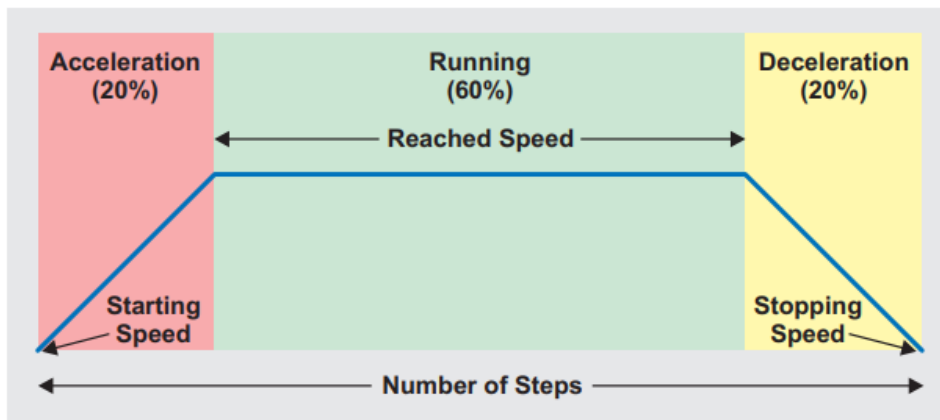 Acceleration
(20%)
Running
(60%)
Deceleration
(20%)
Reached Speed
Starting
Speed
Stopping
Speed
Number of Steps